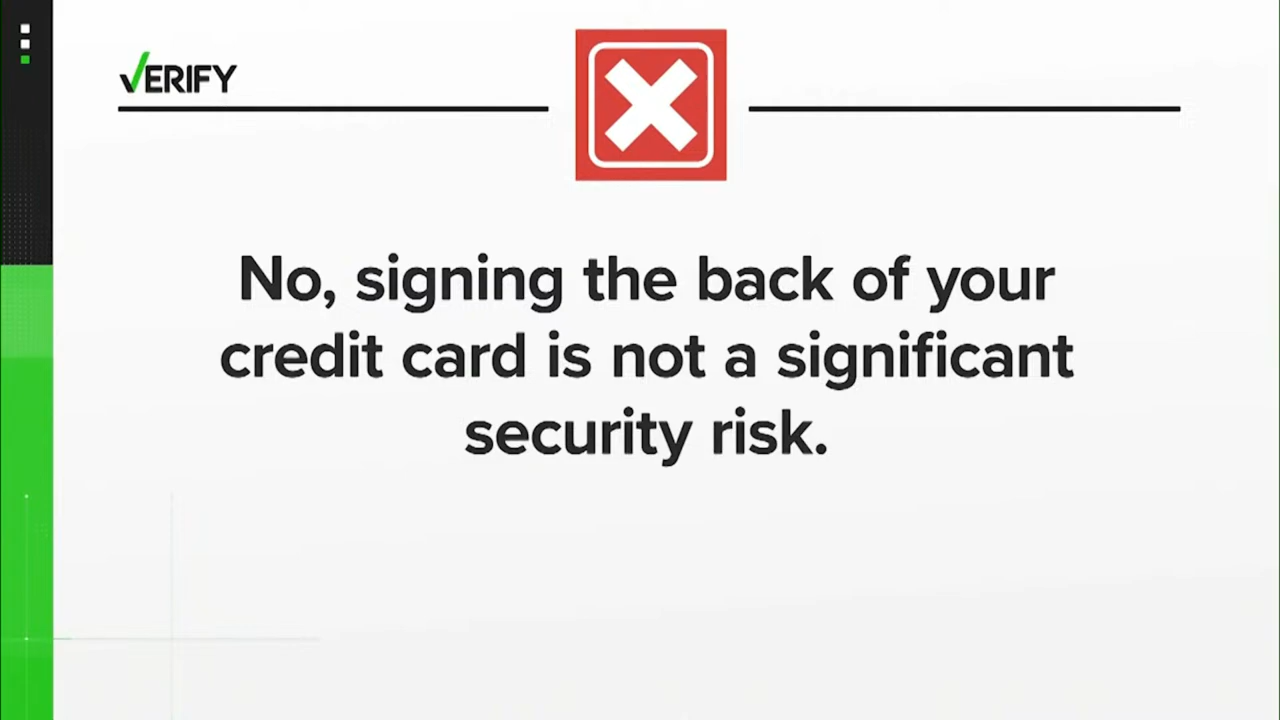 VERIFY
No, signing the back of your
credit card is not a significant
security risk.